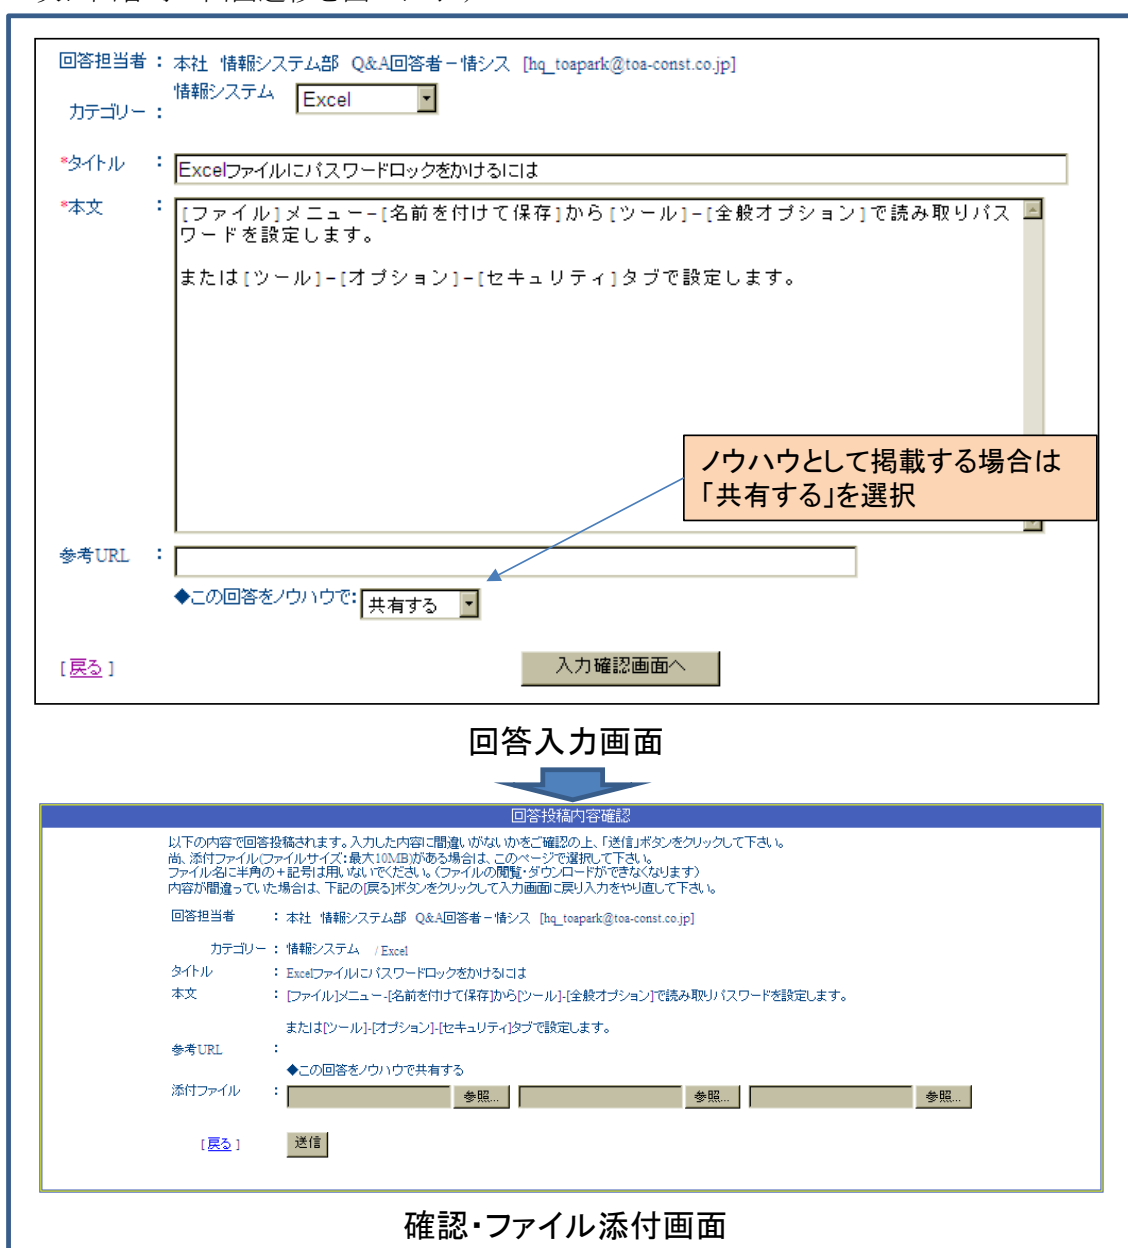 回答担当者 : 本社 情報システム部 Q&A回答者－情シス [hq_toapark@toa-const.co.jp]
カテゴリー : 情報システム Excel
*タイトル : Excelファイルにパスワードロックをかけるには
*本文 : [ファイル]メニュー-[名前を付けて保存]から[ツール]-[全般オプション]で読み取りパス
ワードを設定します。
または[ツール]-[オプション]-[セキュリティ]タブで設定します。
ノウハウとして掲載する場合は
「共有する」を選択
参考URL :
◆この回答をノウハウで: 共有する
[戻る] 入力確認画面へ
回答入力画面
回答投稿内容確認
以下の内容で回答投稿されます。入力した内容に間違いがないかをご確認の上、「送信」ボタンをクリックして下さい。
尚、添付ファイル(ファイルサイズ:最大10MB)がある場合は、このページで選択して下さい。
ファイル名に半角の＋記号は用いないでください。(ファイルの閲覧・ダウンロードができなくなります)
内容が間違っていた場合は、下記の[戻る]ボタンをクリックして入力画面に戻り入力をやり直して下さい。
回答担当者 : 本社 情報システム部 Q&A回答者－情シス [hq_toapark@toa-const.co.jp]
カテゴリー : 情報システム /Excel
タイトル : Excelファイルにパスワードロックをかけるには
本文 : [ファイル]メニュー-[名前を付けて保存]から[ツール]-[全般オプション]で読み取りパスワードを設定します。
または[ツール]-[オプション]-[セキュリティ]タブで設定します。
参考URL :
◆この回答をノウハウで共有する
添付ファイル : 参照... 参照... 参照...
[戻る] 送信
確認・ファイル添付画面